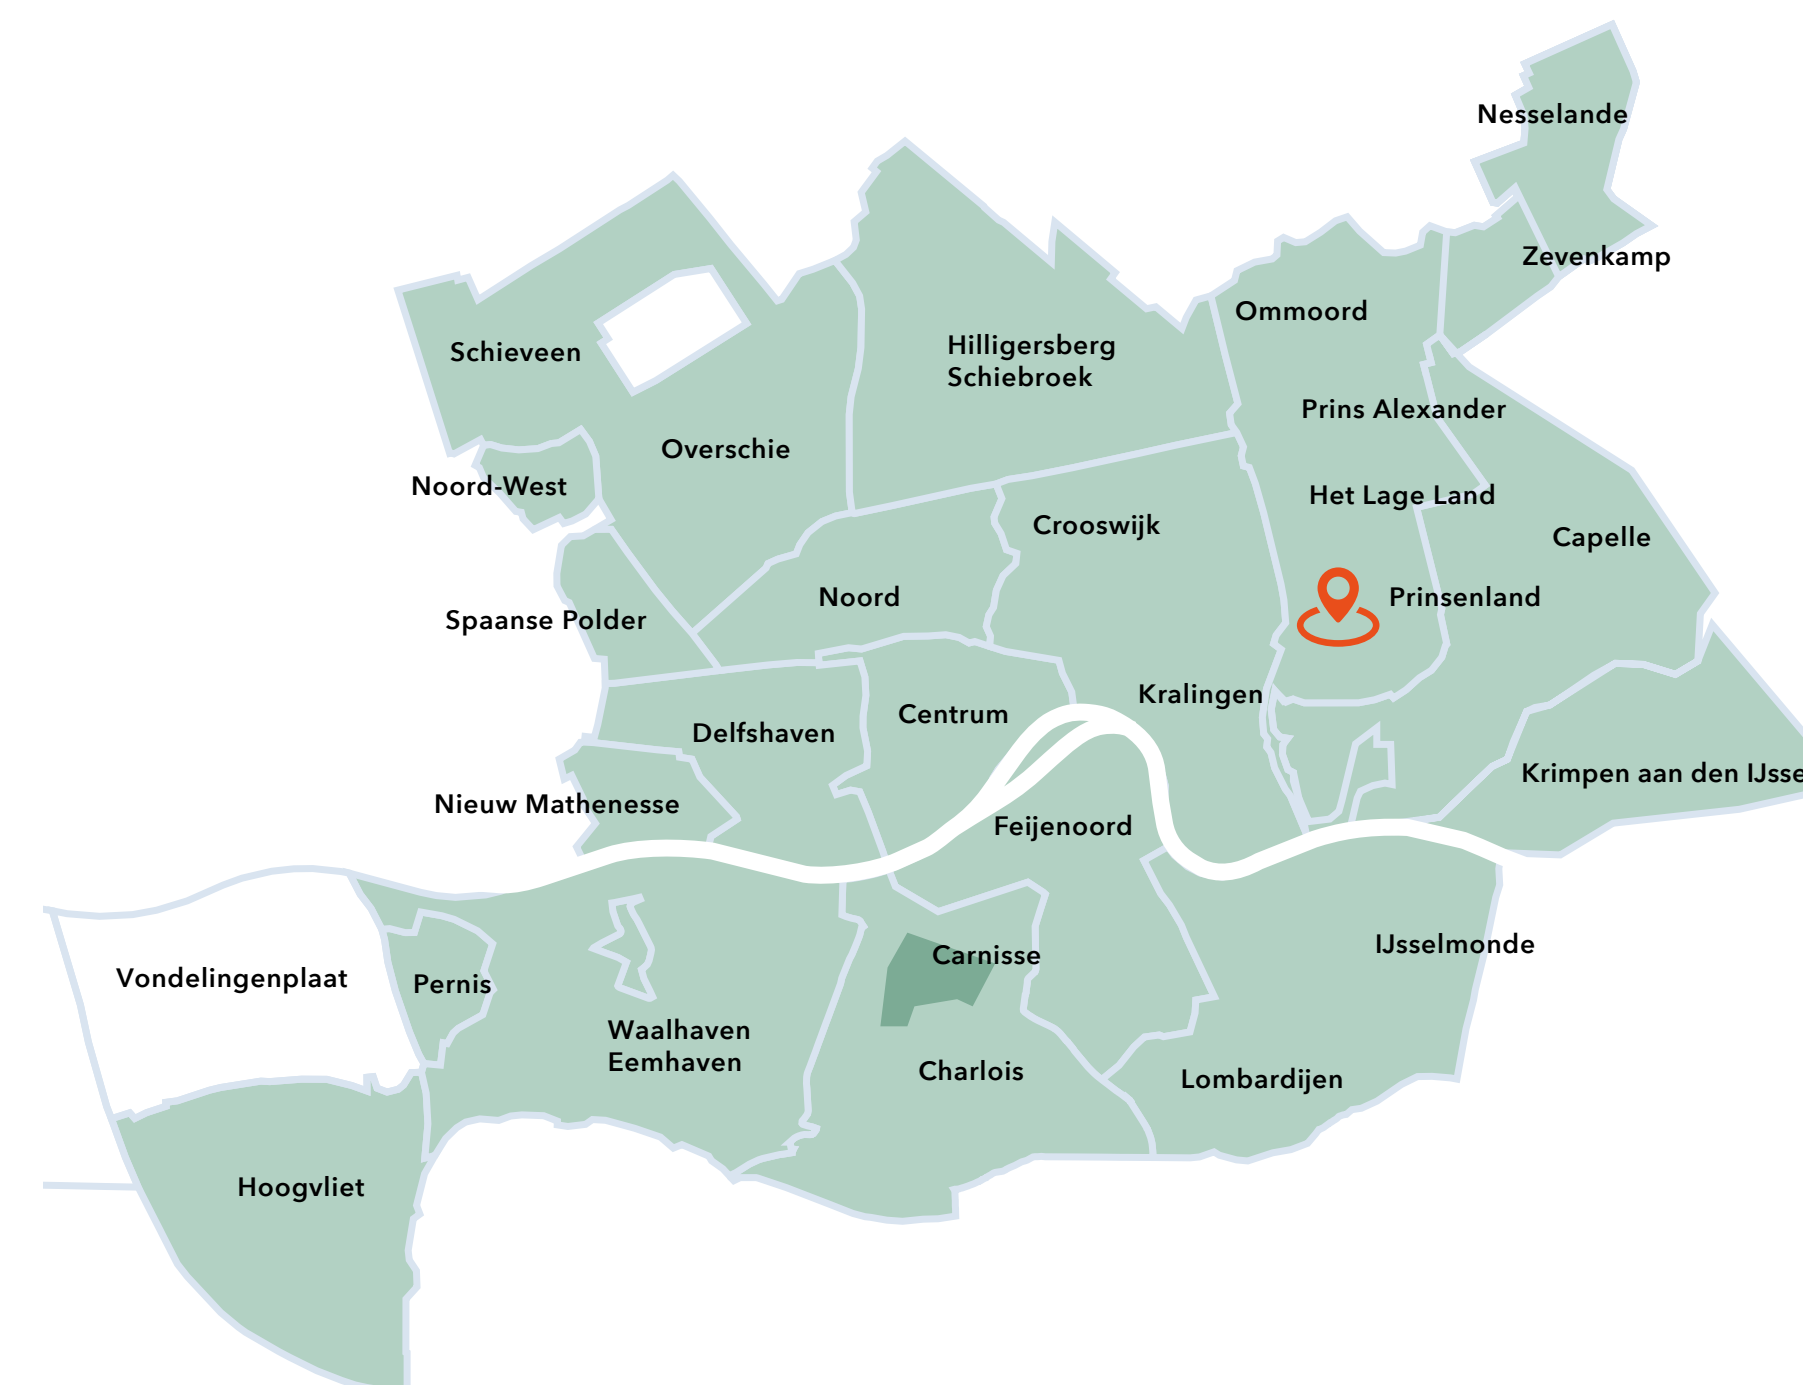 Nesselande
Zevenkamp
Ommoord
Hilligersberg
Schiebroek
Schieveen
Prins Alexander
Overschie
Noord-West
Het Lage Land
Crooswijk
Capelle
Noord
Prinsenland
Spaanse Polder
Kralingen
Centrum
Delfshaven
Krimpen aan den IJsse
Nieuw Mathenesse
Feijenoord
IJsselmonde
Carnisse
Vondelingenplaat
Pernis
Waalhaven
Eemhaven
Charlois
Lombardijen
Hoogvliet